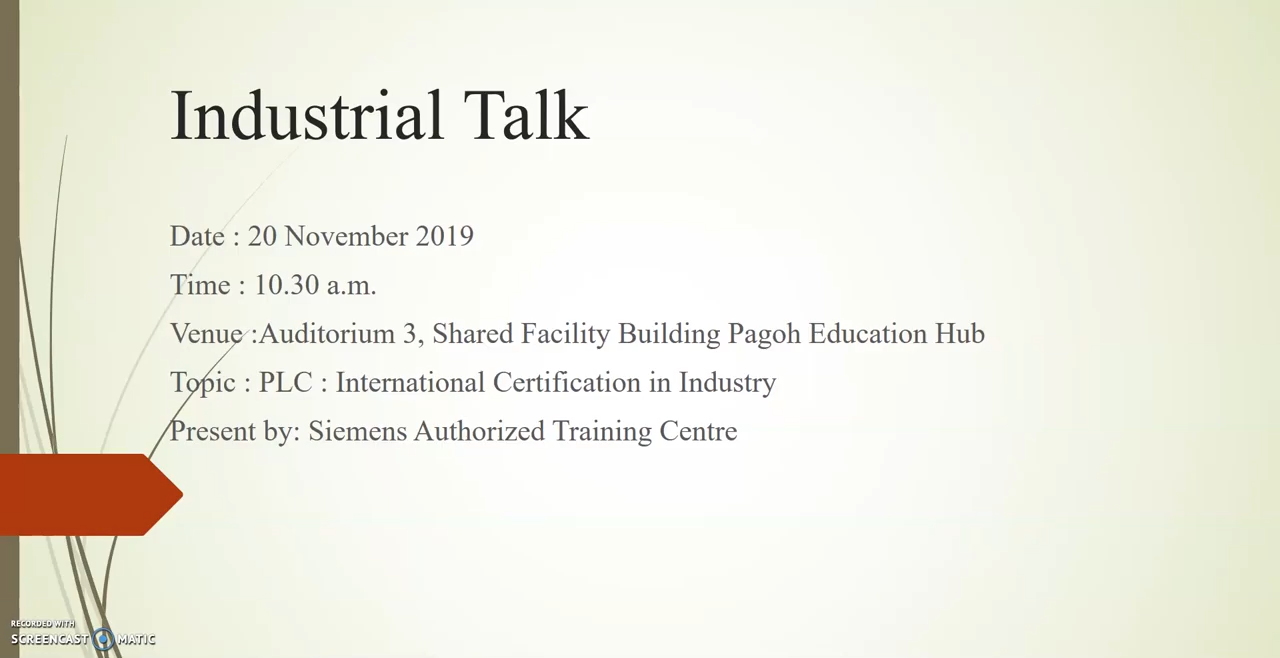 Industrial Talk
Date : 20 November 2019
Time : 10.30 a.m.
Venue :Auditorium 3, Shared Facility Building Pagoh Education Hub
Topic : PLC : International Certification in Industry
Present by: Siemens Authorized Training Centre
RECORDED WITH
SCREENCAST MATIC